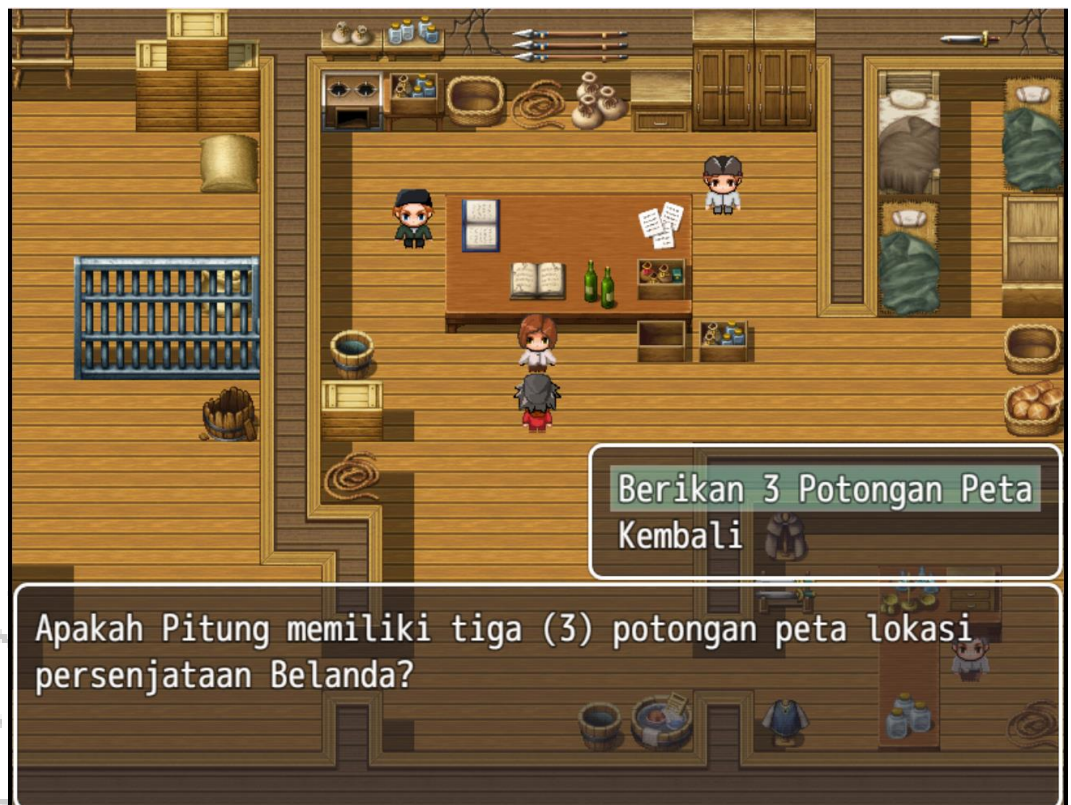 Berikan 3 Potongan Peta
Kembali
Apakah Pitung memiliki tiga (3) potongan peta lokasi
persenjataan Belanda?